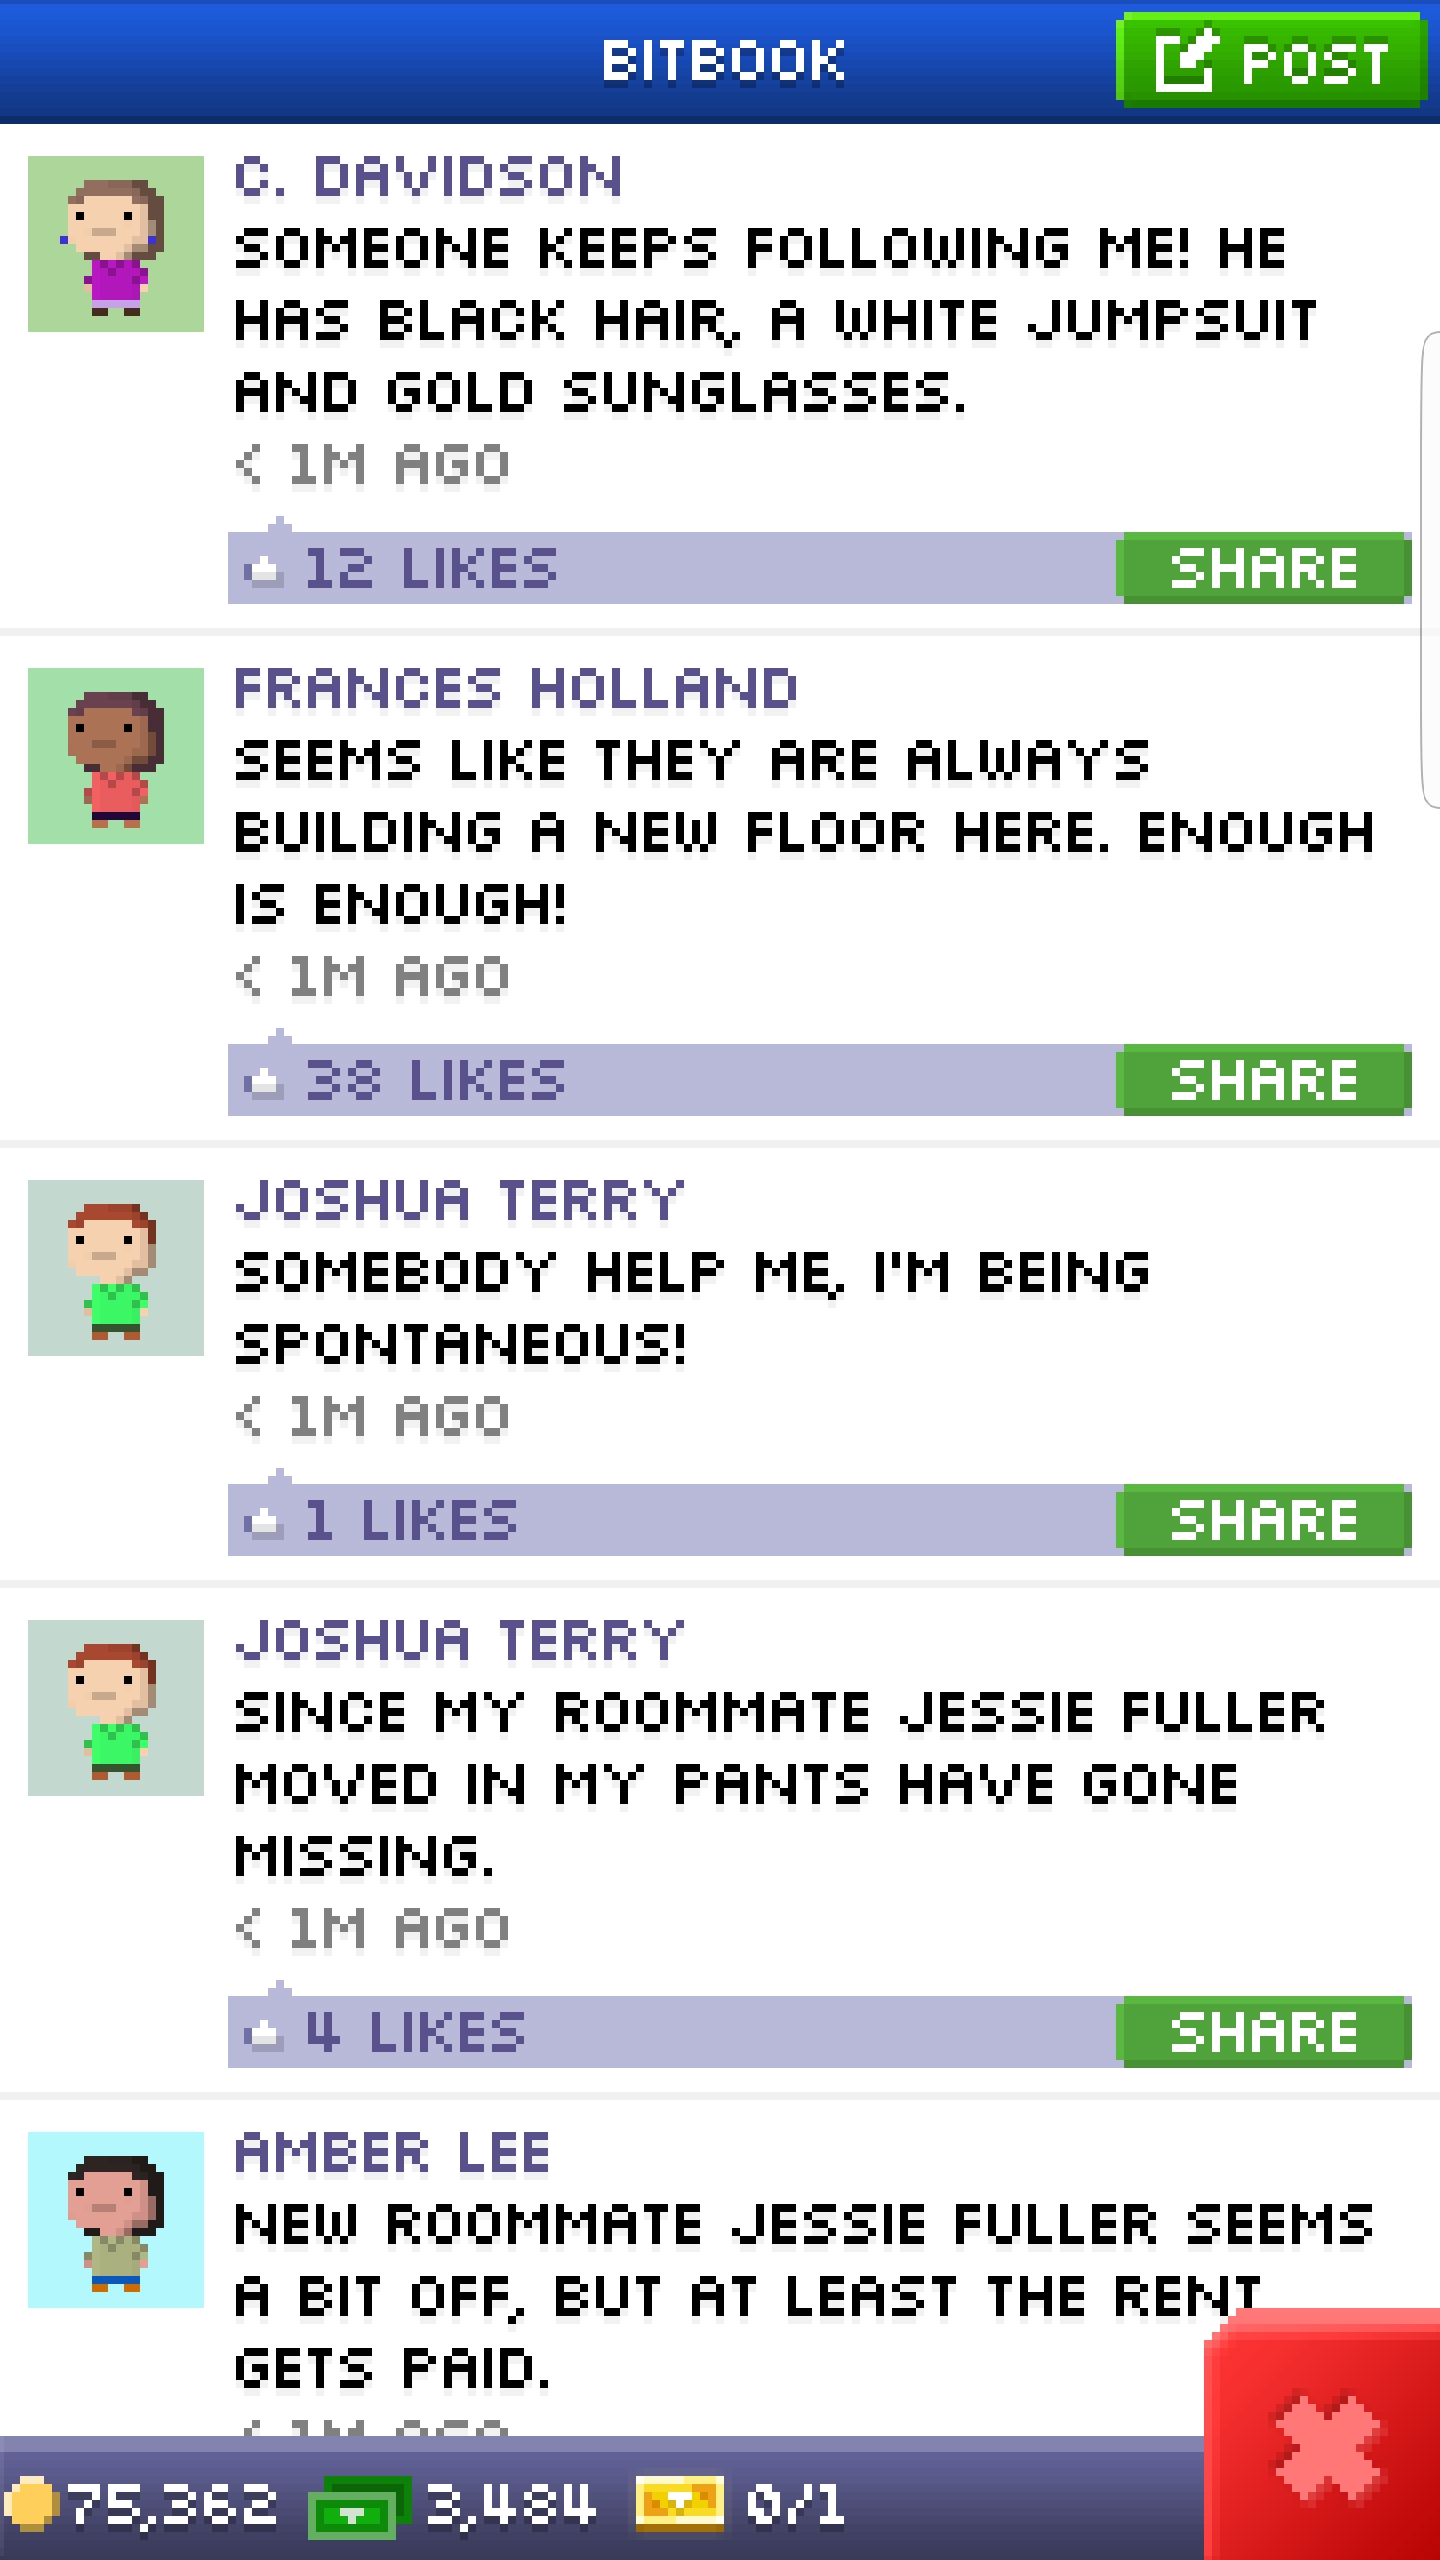 BITBOOK
POST
C. DAVIDSON
SOMEONE KEEPS FOLLOWING ME! HE
HAS BLACK HAIR, A WHITE JUMPSUIT
AND GOLD SUNGLASSES.
< 1M AGO
12 LIKES
SHARE
FRANCES HOLLAND
SEEMS LIKE THEY ARE ALWAYS
BUILDING A NEW FLOOR HERE. ENOUGH
IS ENOUGH!
< 1M AGO
38 LIKES
SHARE
JOSHUA TERRY
SOMEBODY HELP ME, I'M BEING
SPONTANEOUS!
< 1M AGO
1 LIKES
SHARE
JOSHUA TERRY
SINCE MY ROOMMATE JESSIE FULLER
MOVED IN MY PANTS HAVE GONE
MISSING.
< 1M AGO
4 LIKES
SHARE
AMBER LEE
NEW ROOMMATE JESSIE FULLER SEEMS
A BIT OFF, BUT AT LEAST THE RENT
GETS PAID.
< 1M AGO
75,362
3,484
0/1